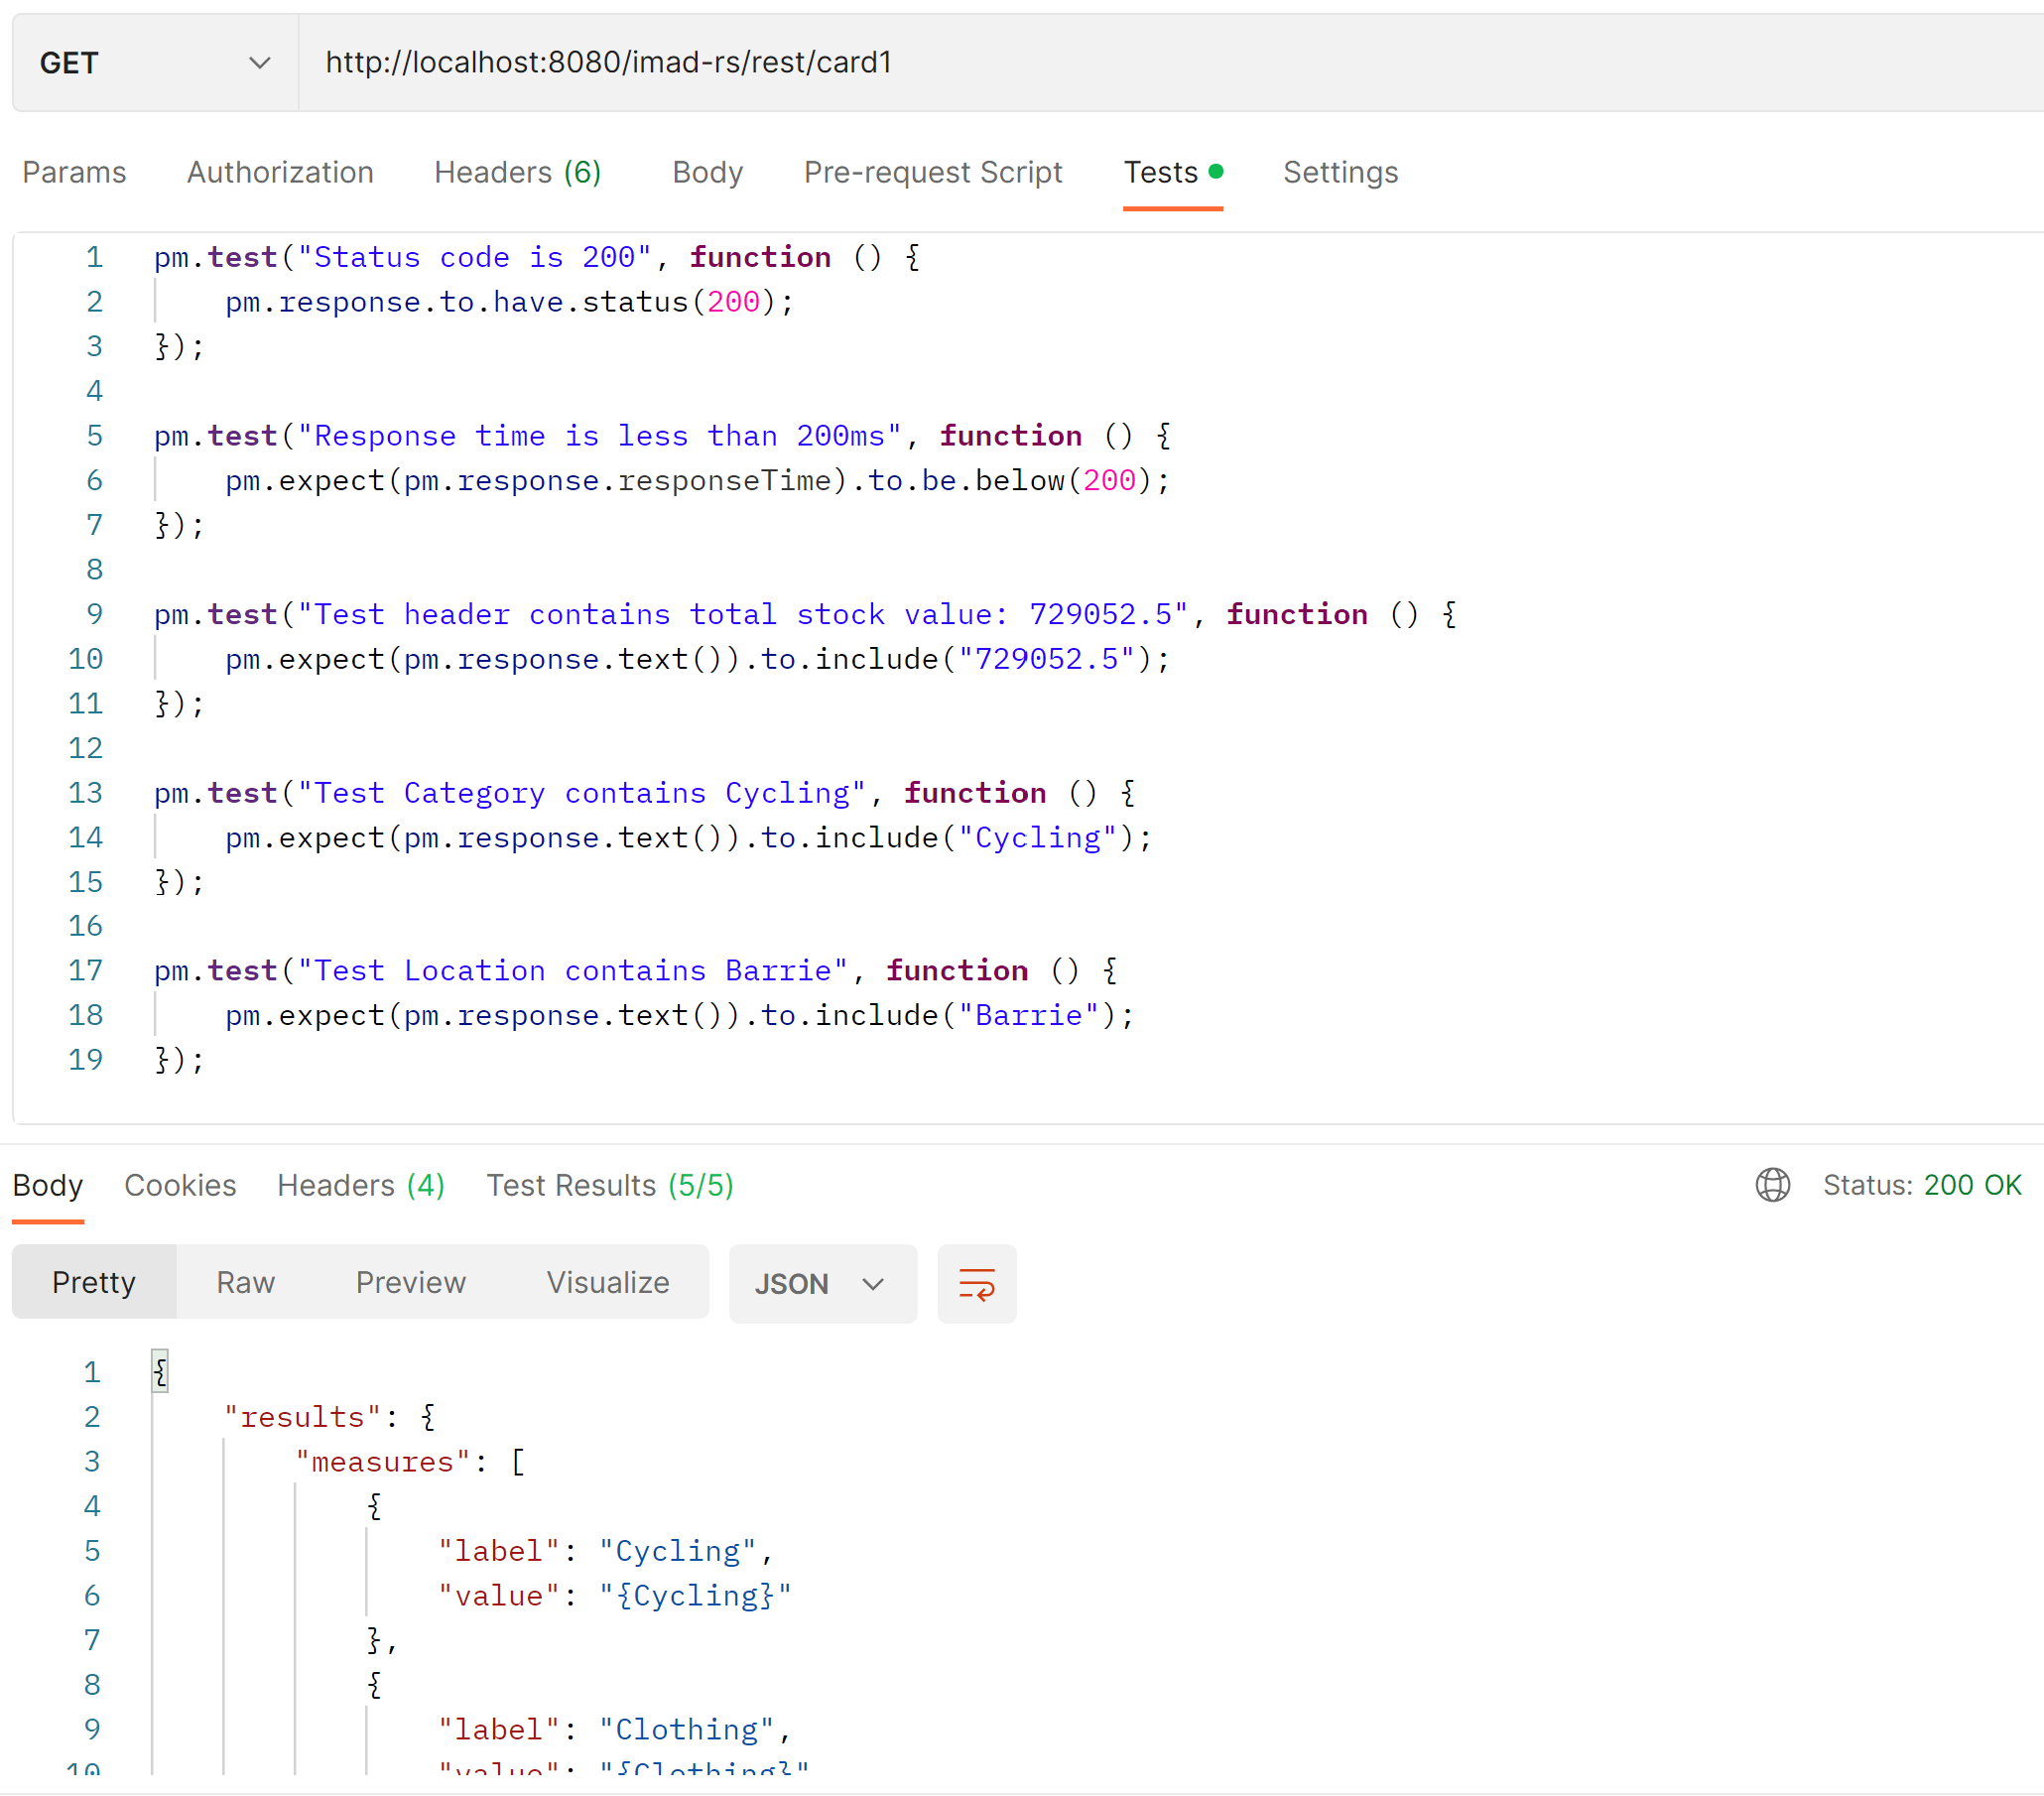 GET http://localhost:8080/imad-rs/rest/card1
Params Authorization Headers (6) Body Pre-request Script Tests Settings
1 pm.test("Status code is 200", function () {
2     pm.response.to.have.status(200);
3 });
4
5 pm.test("Response time is less than 200ms", function () {
6     pm.expect(pm.response.responseTime).to.be.below(200);
7 });
8
9 pm.test("Test header contains total stock value: 729052.5", function () {
10     pm.expect(pm.response.text()).to.include("729052.5");
11 });
12
13 pm.test("Test Category contains Cycling", function () {
14     pm.expect(pm.response.text()).to.include("Cycling");
15 });
16
17 pm.test("Test Location contains Barrie", function () {
18     pm.expect(pm.response.text()).to.include("Barrie");
19 });
Body Cookies Headers (4) Test Results (5/5) Status: 200 OK
Pretty Raw Preview Visualize JSON
1 {
2     "results": {
3         "measures": [
4             {
5                 "label": "Cycling",
6                 "value": "{Cycling}"
7             },
8             {
9                 "label": "Clothing",
10                 "value": "{Clothing}"